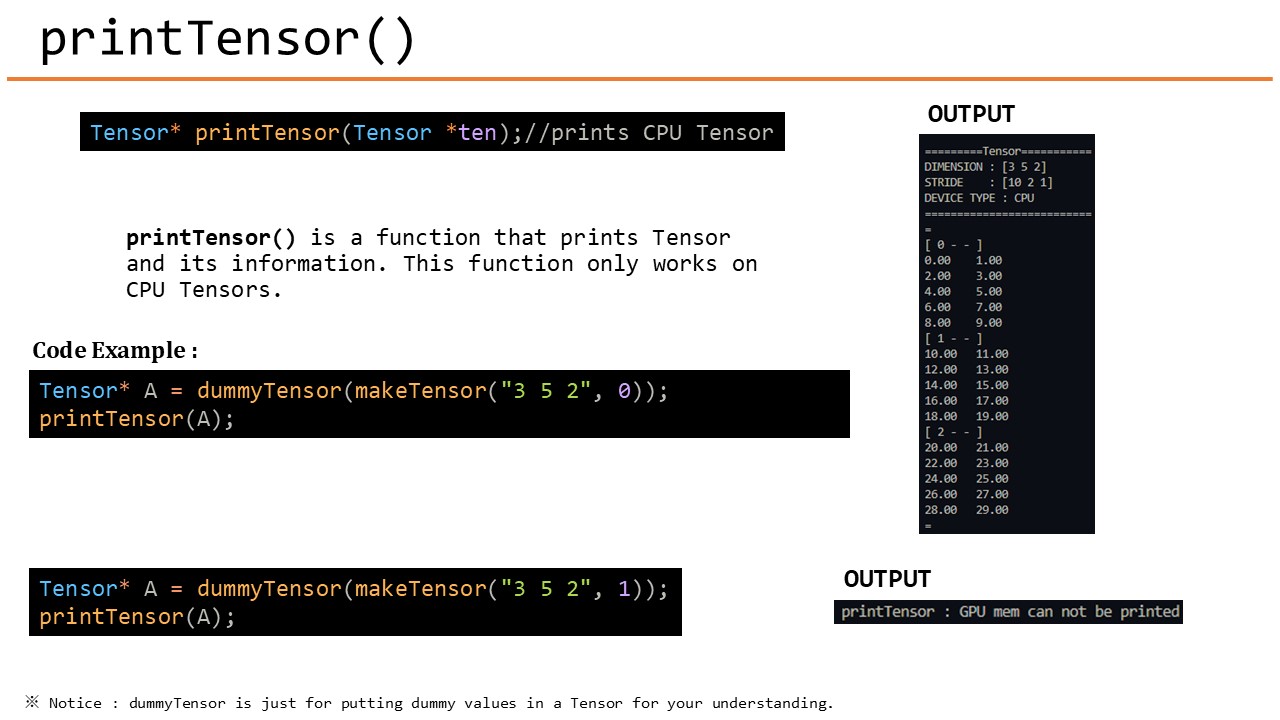 printTensor()
Tensor* printTensor(Tensor *ten);//prints CPU Tensor
printTensor() is a function that prints Tensor
and its information. This function only works on
CPU Tensors.
Code Example :
Tensor* A = dummyTensor(makeTensor("3 5 2", 0));
printTensor(A);
OUTPUT
=========Tensor===========
DIMENSION : [3 5 2]
STRIDE    : [10 2 1]
DEVICE TYPE : CPU
==========================
=
[ 0 - - ]
0.00   1.00
2.00   3.00
4.00   5.00
6.00   7.00
8.00   9.00
[ 1 - - ]
10.00   11.00
12.00   13.00
14.00   15.00
16.00   17.00
18.00   19.00
[ 2 - - ]
20.00   21.00
22.00   23.00
24.00   25.00
26.00   27.00
28.00   29.00
=
Tensor* A = dummyTensor(makeTensor("3 5 2", 1));
printTensor(A);
OUTPUT
printTensor : GPU mem can not be printed
※ Notice : dummyTensor is just for putting dummy values in a Tensor for your understanding.